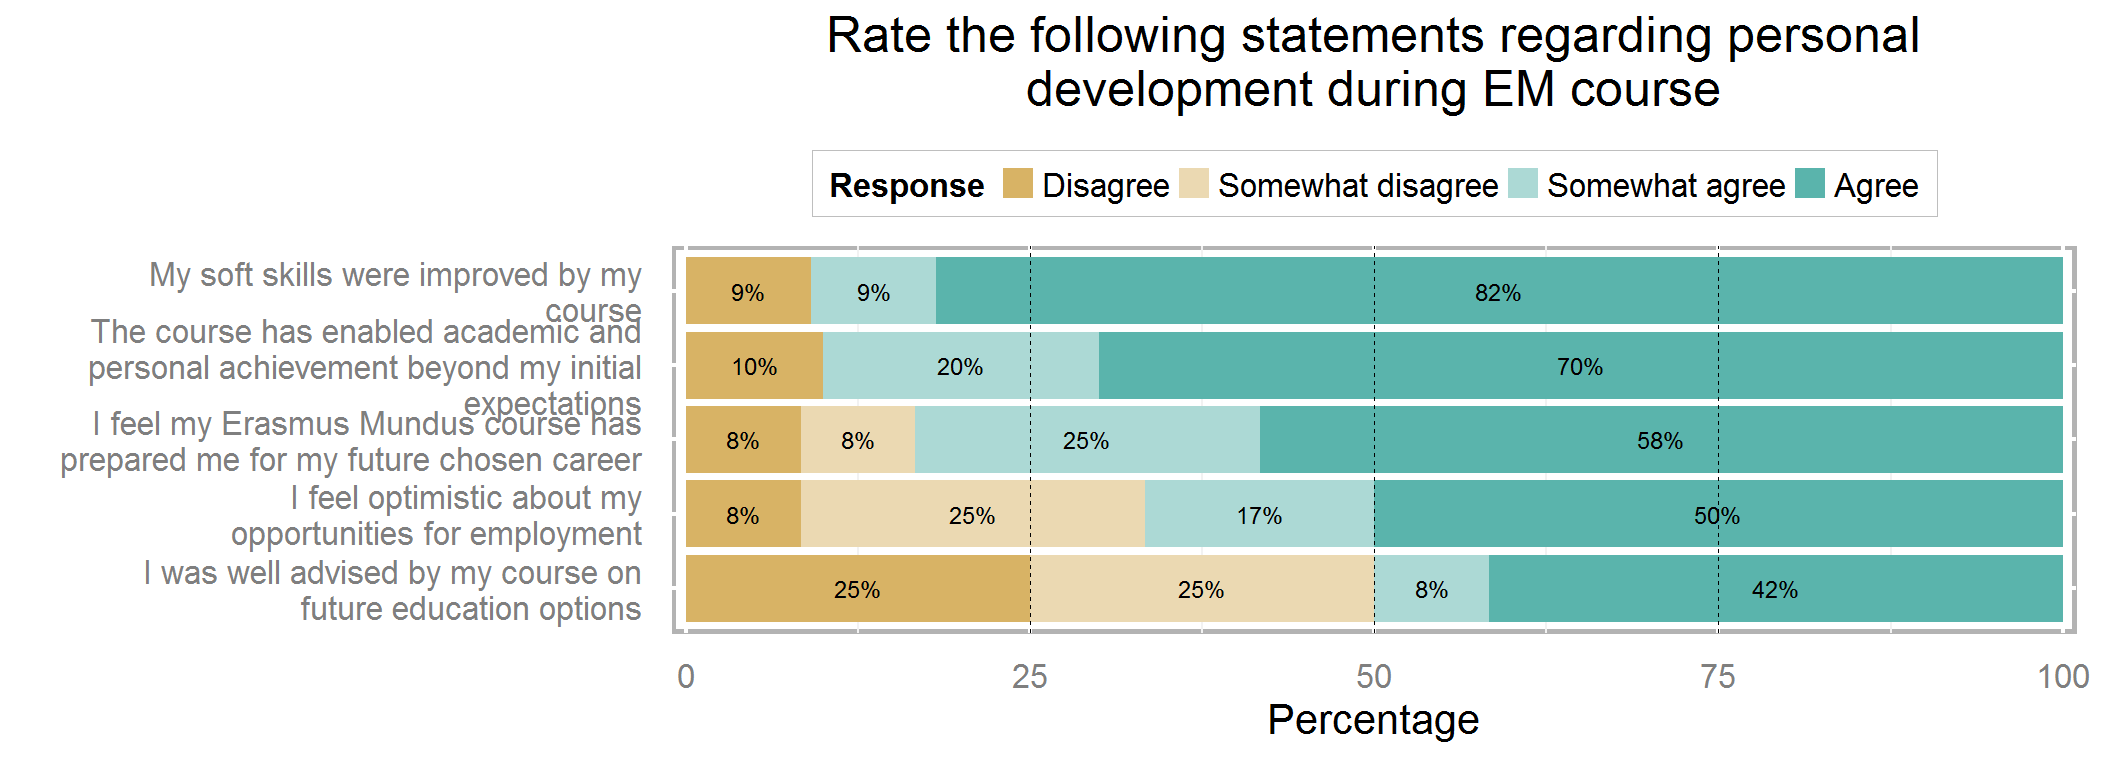 Rate the following statements regarding personal
development during EM course
Response Disagree Somewhat disagree Somewhat agree Agree
My soft skills were improved by my
course
9% 9% 82%
The course has enabled academic and
personal achievement beyond my initial
expectations
10% 20% 70%
I feel my Erasmus Mundus course has
prepared me for my future chosen career
8% 8% 25% 58%
I feel optimistic about my
opportunities for employment
8% 25% 17% 50%
I was well advised by my course on
future education options
25% 25% 8% 42%
0 25 50 75 100
Percentage